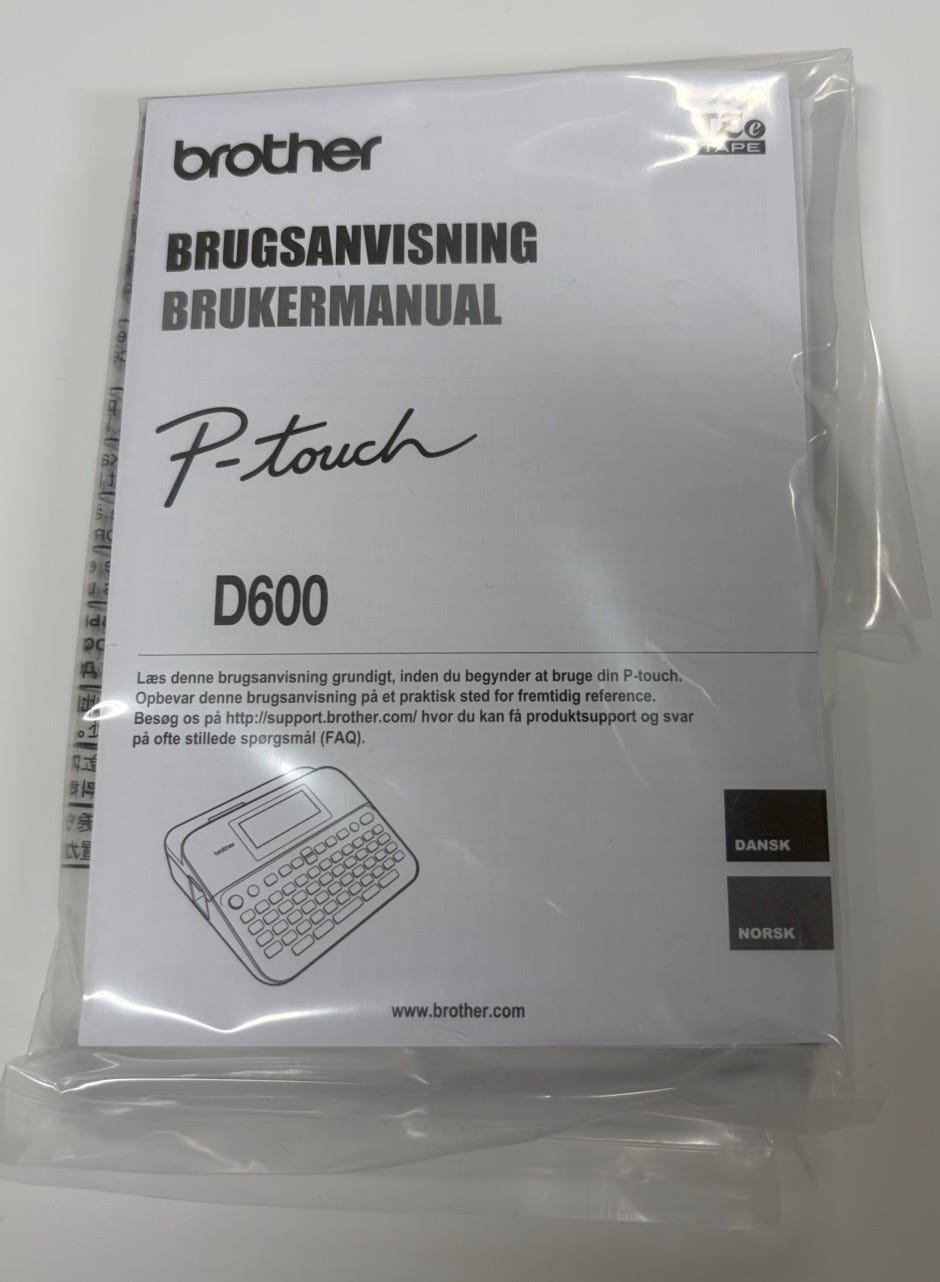 brother
e
TAPE
BRUGSANVISNING
BRUKERMANUAL
P-touch
D600
Læs denne brugsanvisning grundigt, inden du begynder at bruge din P-touch.
Opbevar denne brugsanvisning på et praktisk sted for fremtidig reference.
Besøg os på http://support.brother.com/ hvor du kan få produktsupport og svar
på ofte stillede spørgsmål (FAQ).
brother
DANSK
NORSK
www.brother.com